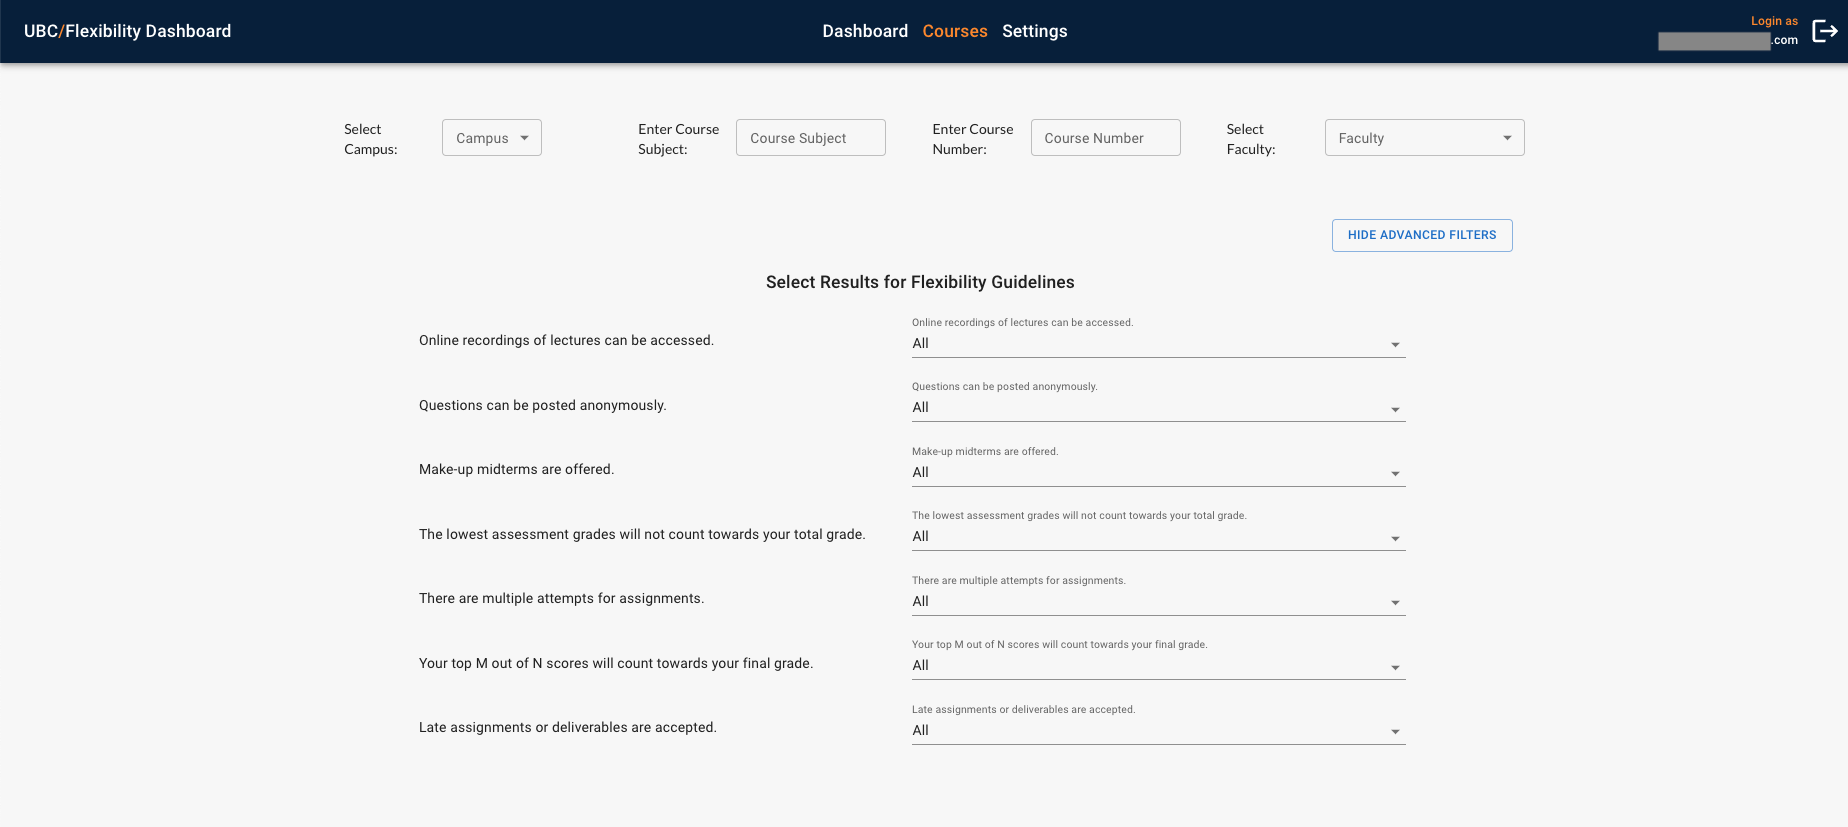 UBC/Flexibility Dashboard
Dashboard Courses Settings
Login as
.com
Select
Campus:
Campus
Enter Course
Subject:
Course Subject
Enter Course
Number:
Course Number
Select
Faculty:
Faculty
HIDE ADVANCED FILTERS
Select Results for Flexibility Guidelines
Online recordings of lectures can be accessed.
Online recordings of lectures can be accessed.
All
Questions can be posted anonymously.
Questions can be posted anonymously.
All
Make-up midterms are offered.
Make-up midterms are offered.
All
The lowest assessment grades will not count towards your total grade.
The lowest assessment grades will not count towards your total grade.
All
There are multiple attempts for assignments.
There are multiple attempts for assignments.
All
Your top M out of N scores will count towards your final grade.
Your top M out of N scores will count towards your final grade.
All
Late assignments or deliverables are accepted.
Late assignments or deliverables are accepted.
All